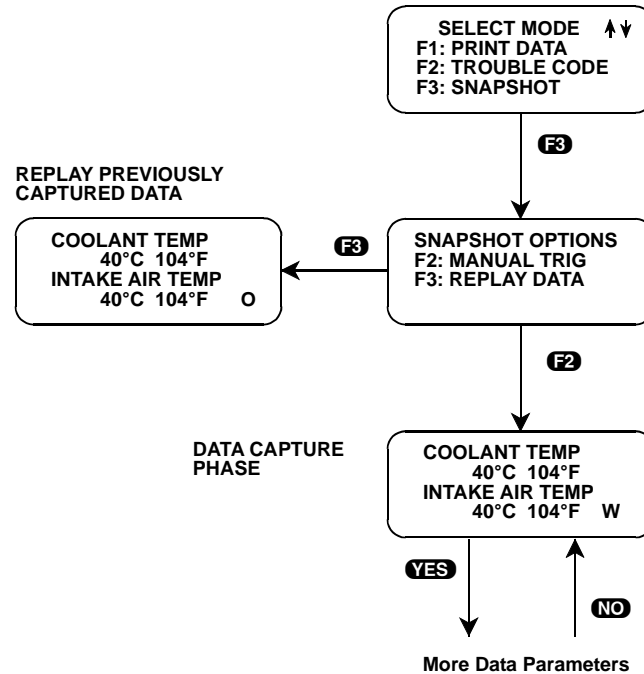 SELECT MODE
F1: PRINT DATA
F2: TROUBLE CODE
F3: SNAPSHOT
F3
REPLAY PREVIOUSLY
CAPTURED DATA
COOLANT TEMP
40°C 104°F
INTAKE AIR TEMP
40°C 104°F O
F3
SNAPSHOT OPTIONS
F2: MANUAL TRIG
F3: REPLAY DATA
F2
DATA CAPTURE
PHASE
COOLANT TEMP
40°C 104°F
INTAKE AIR TEMP
40°C 104°F W
YES
NO
More Data Parameters